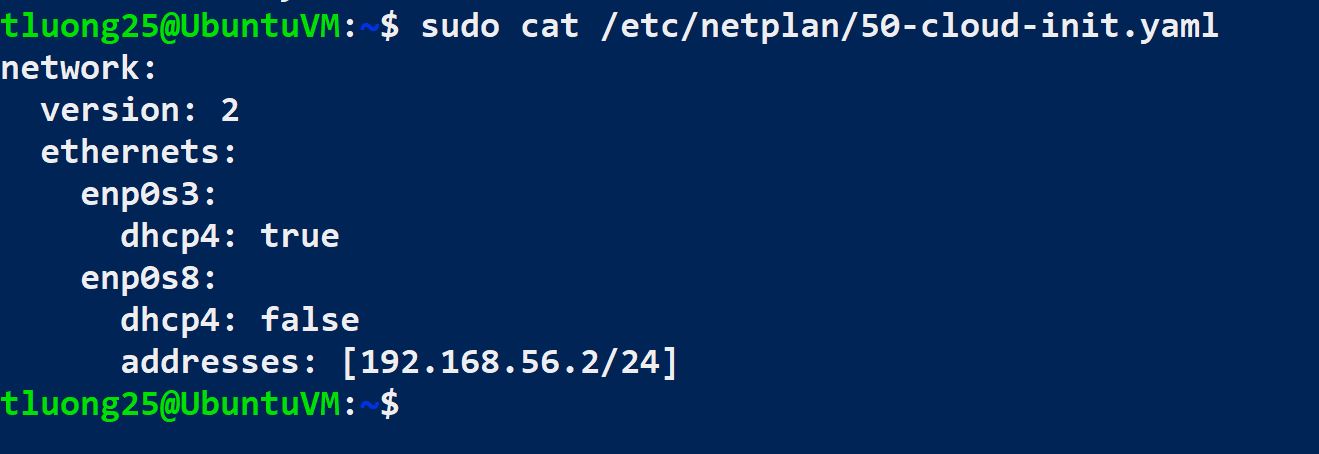 tluong25@UbuntuVM:~$ sudo cat /etc/netplan/50-cloud-init.yaml
network:
  version: 2
  ethernets:
    enp0s3:
      dhcp4: true
    enp0s8:
      dhcp4: false
      addresses: [192.168.56.2/24]
tluong25@UbuntuVM:~$